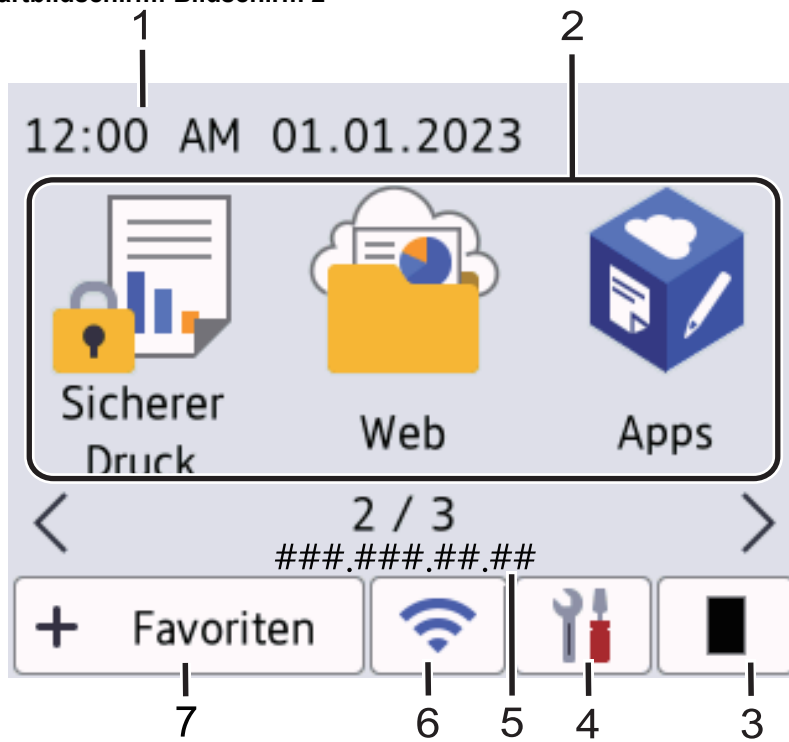 1 2
12:00 AM 01.01.2023
Sicherer
Druck
Web
Apps
2 / 3
###.###.##.##
Favoriten
7 6 5 4 3